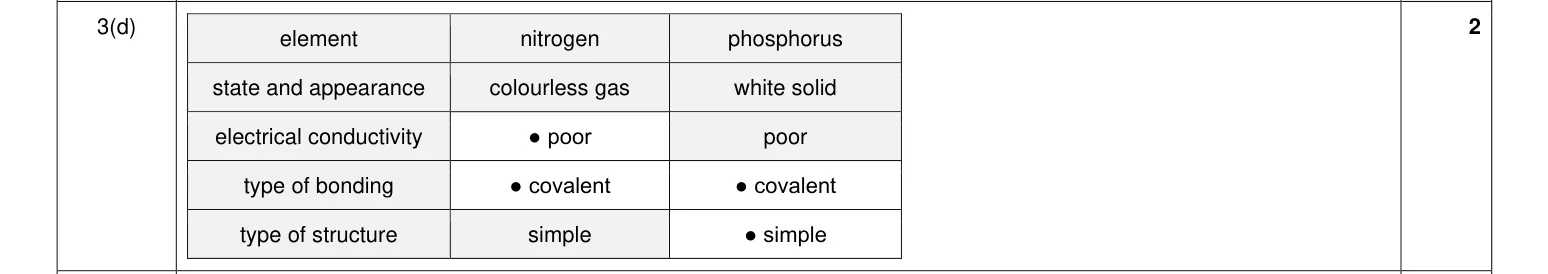 3(d)
2
element nitrogen phosphorus
state and appearance colourless gas white solid
electrical conductivity ● poor poor
type of bonding ● covalent ● covalent
type of structure simple ● simple